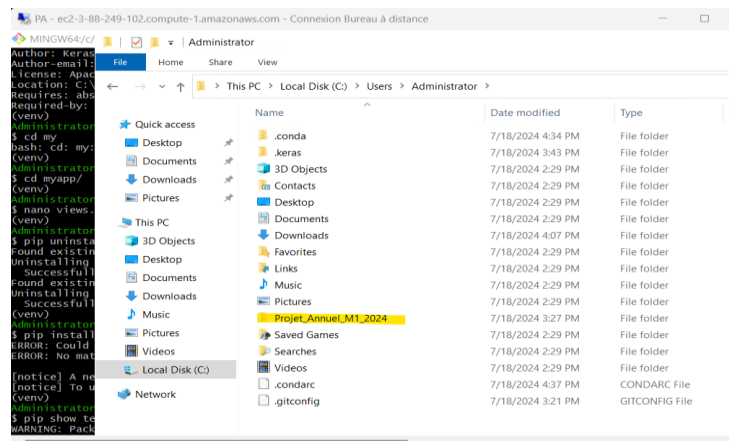 PA - ec2-3-88-249-102.compute-1.amazonaws.com - Connexion Bureau à distance
MINGW64:/c/
Administrator
File Home Share View
This PC > Local Disk (C:) > Users > Administrator >
Author: Keras
Author-email:
License: Apac
Location: C:\
Requires: abs
Required-by:
(venv)
Administrator
$ cd my
bash: cd: my:
(venv)
Administrator
$ cd myapp/
(venv)
Administrator
$ nano views.
(venv)
Administrator
$ pip uninsta
Found existin
Uninstalling
Successfull
Found existin
Uninstalling
Successfull
(venv)
Administrator
$ pip install
ERROR: Could
ERROR: No mat
[notice] A ne
[notice] To u
(venv)
Administrator
$ pip show te
WARNING: Pack
Quick access
Desktop
Documents
Downloads
Pictures
This PC
3D Objects
Desktop
Documents
Downloads
Music
Pictures
Videos
Local Disk (C:)
Network
Name Date modified Type
.conda 7/18/2024 4:34 PM File folder
.keras 7/18/2024 3:43 PM File folder
3D Objects 7/18/2024 2:29 PM File folder
Contacts 7/18/2024 2:29 PM File folder
Desktop 7/18/2024 2:29 PM File folder
Documents 7/18/2024 2:29 PM File folder
Downloads 7/18/2024 4:07 PM File folder
Favorites 7/18/2024 2:29 PM File folder
Links 7/18/2024 2:29 PM File folder
Music 7/18/2024 2:29 PM File folder
Pictures 7/18/2024 2:29 PM File folder
Projet_Annuel_M1_2024 7/18/2024 3:27 PM File folder
Saved Games 7/18/2024 2:29 PM File folder
Searches 7/18/2024 2:29 PM File folder
Videos 7/18/2024 2:29 PM File folder
.condarc 7/18/2024 4:37 PM CONDARC File
.gitconfig 7/18/2024 3:21 PM GITCONFIG File